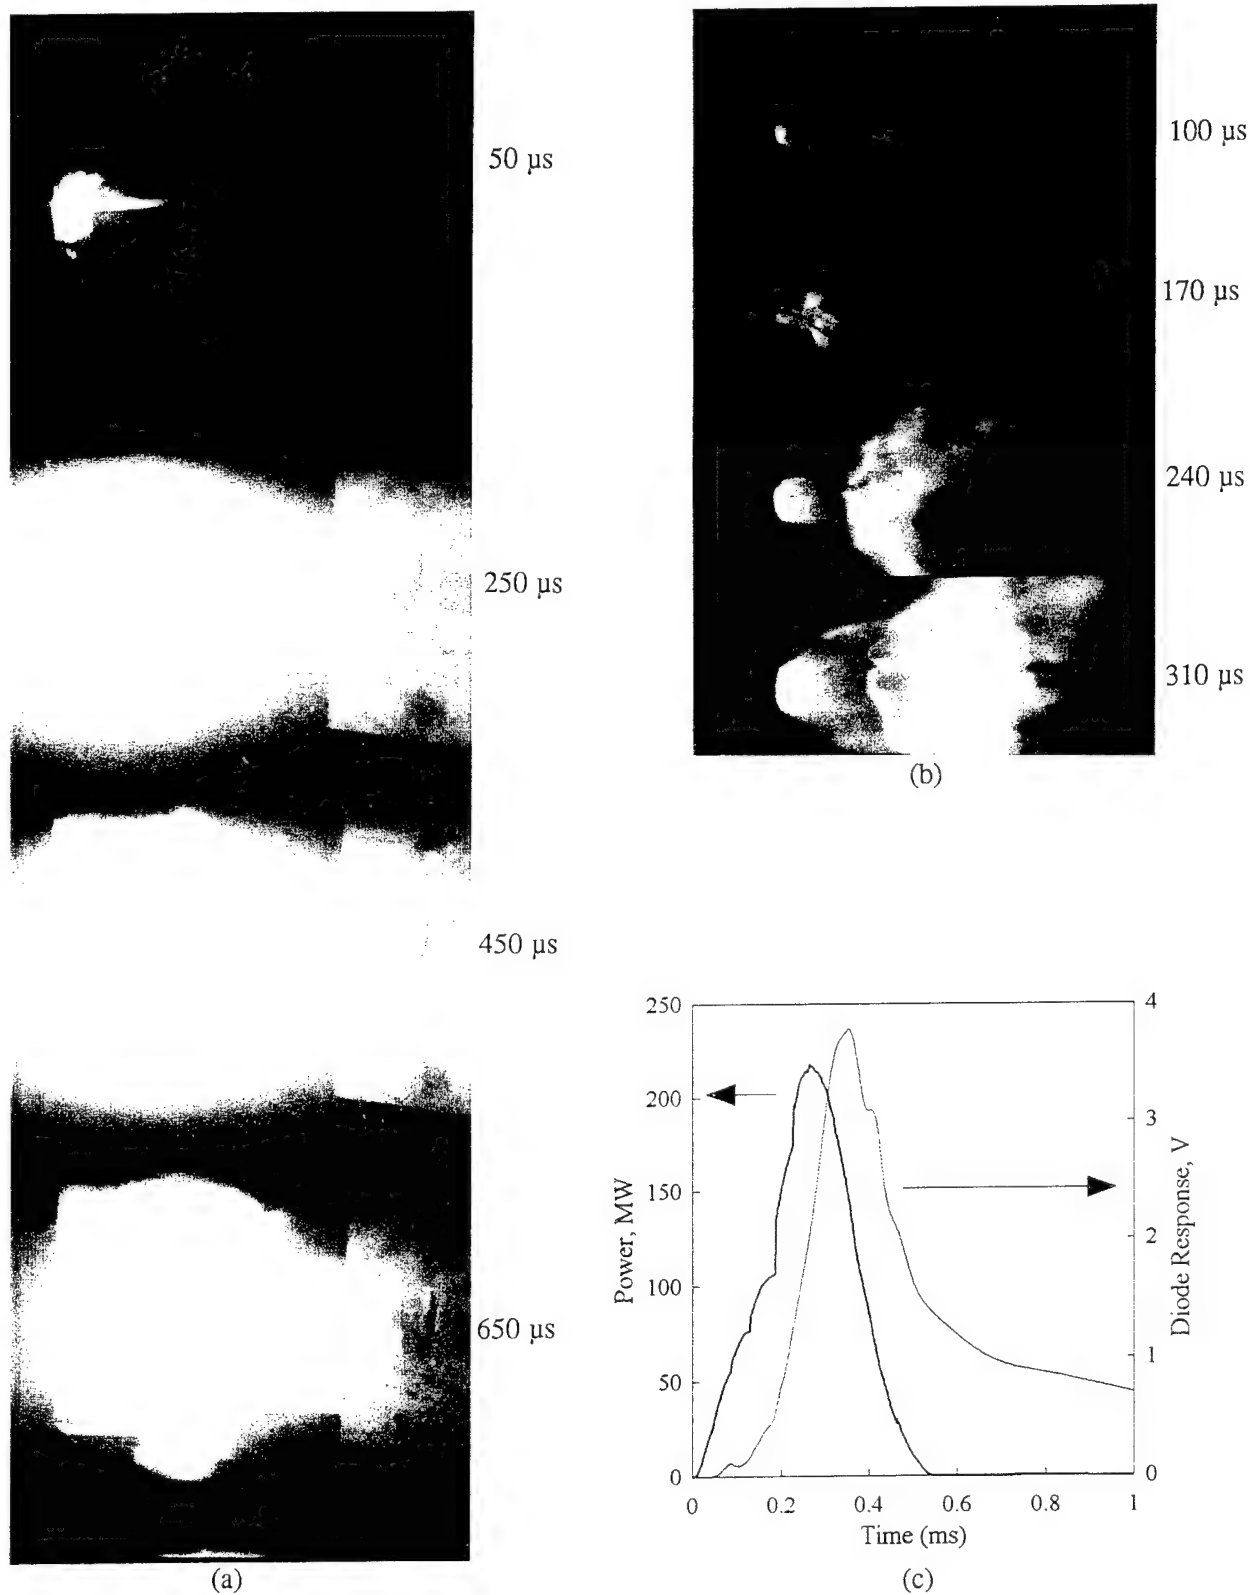 50 µs
250 µs
450 µs
650 µs
(a)
100 µs
170 µs
240 µs
310 µs
(b)
250
200
150
100
50
0
Power, MW
4
3
2
1
0
Diode Response, V
0
0.2
0.4
0.6
0.8
1
Time (ms)
(c)